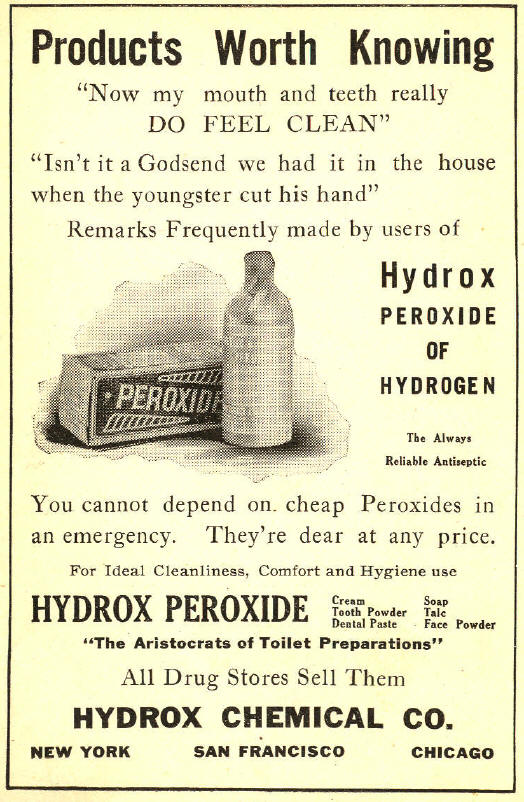 Products Worth Knowing
“Now my mouth and teeth really
DO FEEL CLEAN”
“Isn't it a Godsend we had it in the house
when the youngster cut his hand”
Remarks Frequently made by users of
Hydrox
PEROXIDE
OF
HYDROGEN
PEROXID
The Always
Reliable Antiseptic
You cannot depend on. cheap Peroxides in
an emergency. They're dear at any price.
For Ideal Cleanliness, Comfort and Hygiene use
HYDROX PEROXIDE
Cream Soap
Tooth Powder Talc
Dental Paste Face Powder
“The Aristocrats of Toilet Preparations”
All Drug Stores Sell Them
HYDROX CHEMICAL CO.
NEW YORK SAN FRANCISCO CHICAGO